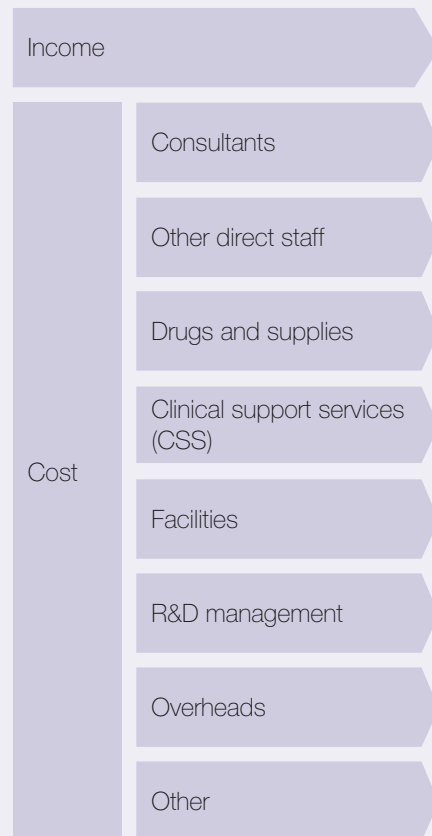 Income
Cost
Consultants
Other direct staff
Drugs and supplies
Clinical support services
(CSS)
Facilities
R&D management
Overheads
Other